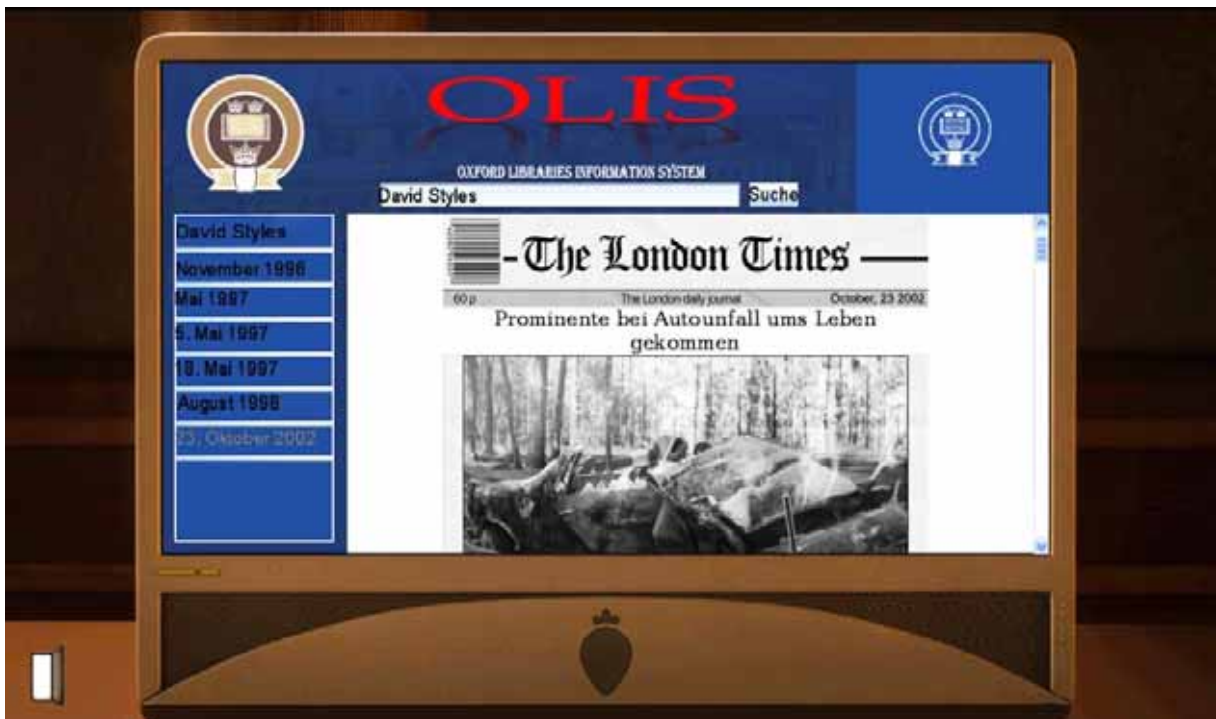 OLIS
OXFORD LIBRARIES INFORMATION SYSTEM
David Styles
Suche
David Styles
November 1996
Mai 1997
5. Mai 1997
18. Mai 1997
August 1998
23. Oktober 2002
The London Times
60 p
The London daily journal
October, 23 2002
Prominente bei Autounfall ums Leben
gekommen